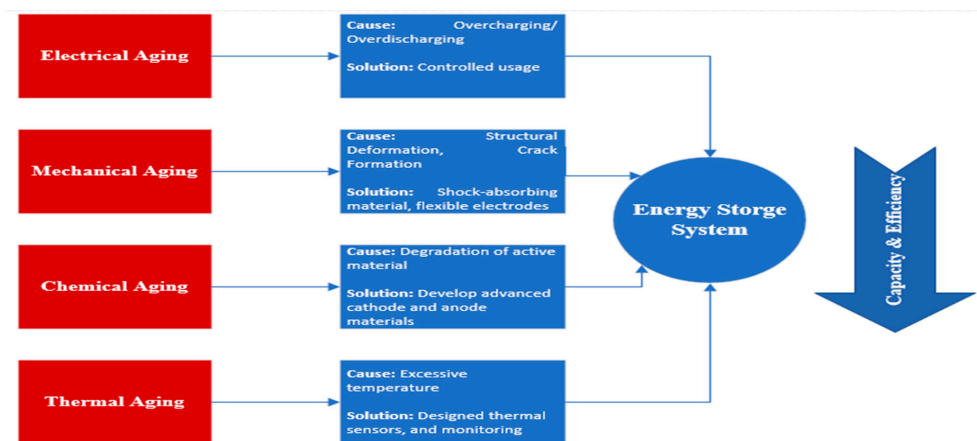 Electrical Aging
Cause: Overcharging/
Overdischarging
Solution: Controlled usage
Mechanical Aging
Cause: Structural
Deformation, Crack
Formation
Solution: Shock-absorbing
material, flexible electrodes
Chemical Aging
Cause: Degradation of active
material
Solution: Develop advanced
cathode and anode
materials
Thermal Aging
Cause: Excessive
temperature
Solution: Designed thermal
sensors, and monitoring
Energy Storge
System
Capacity & Efficiency